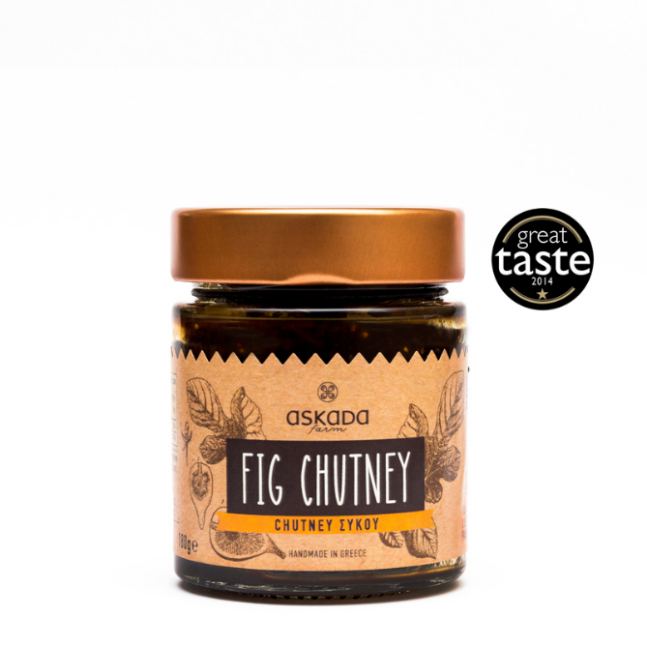 great
taste
2014
askada
farm
FIG CHUTNEY
CHUTNEY ΣΥΚΟΥ
180g℮
HANDMADE IN GREECE